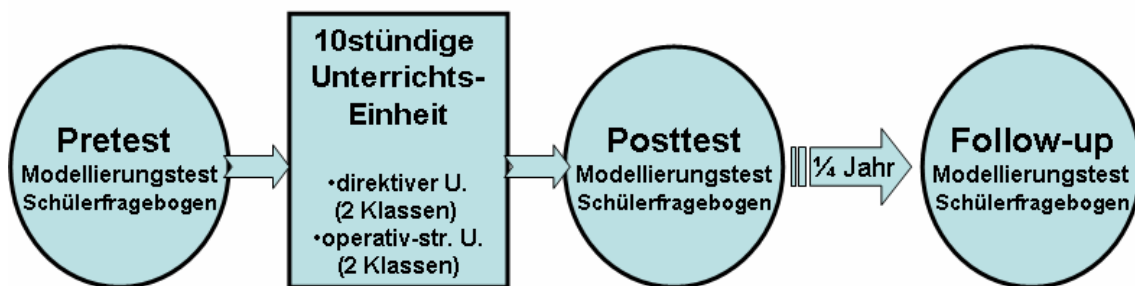 Pretest
Modellierungstest
Schülerfragebogen
10stündige
Unterrichts-
Einheit
•direktiver U.
(2 Klassen)
•operativ-str. U.
(2 Klassen)
Posttest
Modellierungstest
Schülerfragebogen
¼ Jahr
Follow-up
Modellierungstest
Schülerfragebogen